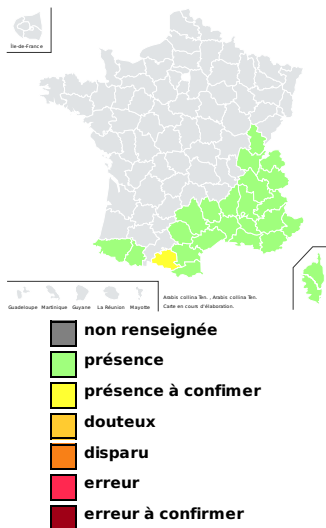 Île-de-France
Guadeloupe Martinique Guyane La Réunion Mayotte
Arabis collina Ten. , Arabis collina Ten.
Carte en cours d'élaboration.
non renseignée
présence
présence à confimer
douteux
disparu
erreur
erreur à confirmer